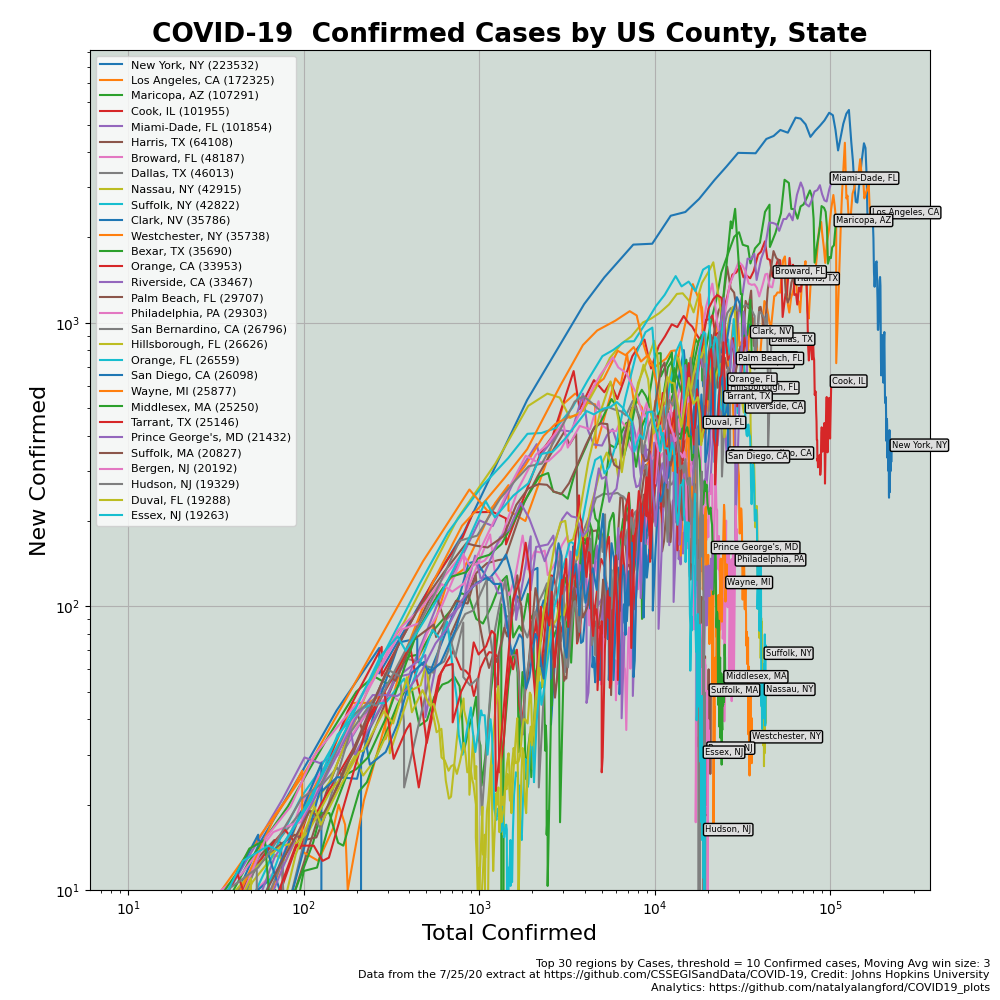 COVID-19  Confirmed Cases by US County, State
New York, NY (223532)
Los Angeles, CA (172325)
Maricopa, AZ (107291)
Cook, IL (101955)
Miami-Dade, FL (101854)
Harris, TX (64108)
Broward, FL (48187)
Dallas, TX (46013)
Nassau, NY (42915)
Suffolk, NY (42822)
Clark, NV (35786)
Westchester, NY (35738)
Bexar, TX (35690)
Orange, CA (33953)
Riverside, CA (33467)
Palm Beach, FL (29707)
Philadelphia, PA (29303)
San Bernardino, CA (26796)
Hillsborough, FL (26626)
Orange, FL (26559)
San Diego, CA (26098)
Wayne, MI (25877)
Middlesex, MA (25250)
Tarrant, TX (25146)
Prince George's, MD (21432)
Suffolk, MA (20827)
Bergen, NJ (20192)
Hudson, NJ (19329)
Duval, FL (19288)
Essex, NJ (19263)
Miami-Dade, FL
Los Angeles, CA
Maricopa, AZ
Broward, FL
TX
Clark, NV
Dallas, TX
Palm Beach, FL
Orange, FL
Hillsborough, FL
Cook, IL
Tarrant, TX
Riverside, CA
Duval, FL
New York, NY
San Diego, CA
CA
Prince George's, MD
Philadelphia, PA
Wayne, MI
Suffolk, NY
Middlesex, MA
Suffolk, MA
Nassau, NY
Westchester, NY
NJ
Essex, NJ
Hudson, NJ
10³
10²
10¹
New Confirmed
10¹
10²
10³
10⁴
10⁵
Total Confirmed
Top 30 regions by Cases, threshold = 10 Confirmed cases, Moving Avg win size: 3
Data from the 7/25/20 extract at https://github.com/CSSEGISandData/COVID-19, Credit: Johns Hopkins University
Analytics: https://github.com/natalyalangford/COVID19_plots